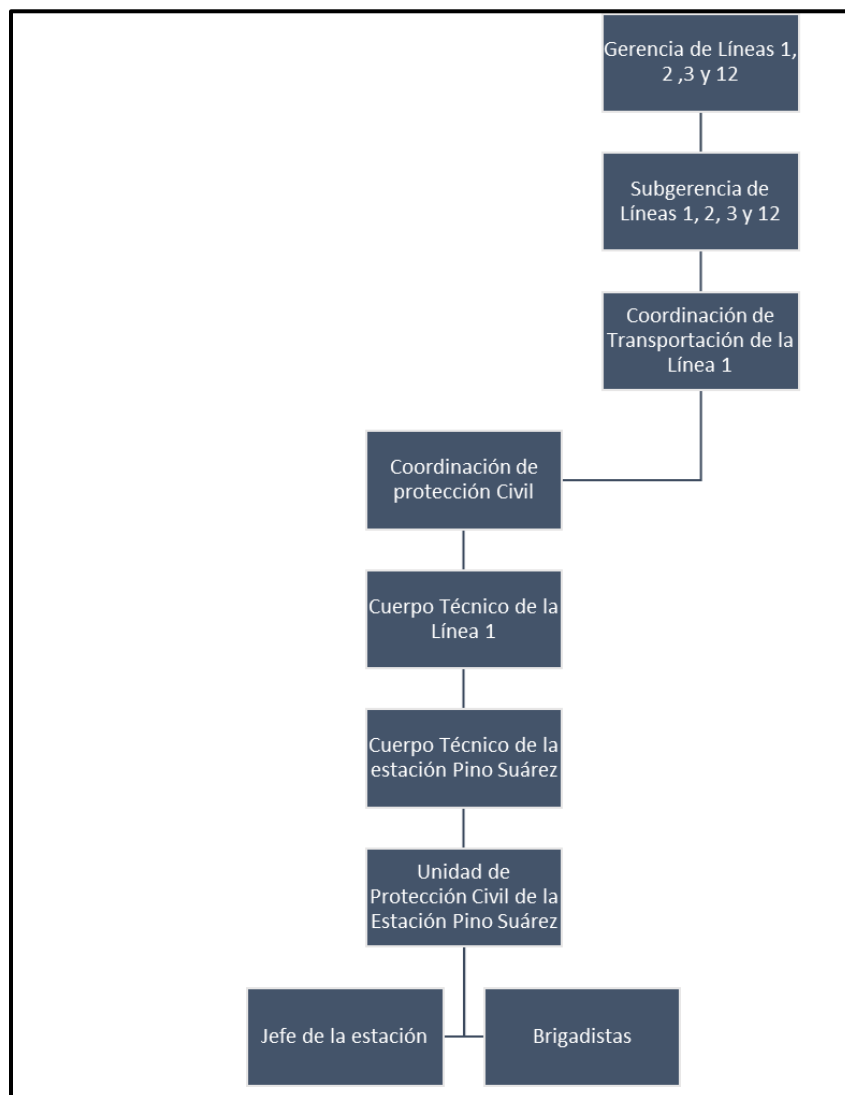 Gerencia de Líneas 1,
2 ,3 y 12
Subgerencia de
Líneas 1, 2, 3 y 12
Coordinación de
Transportación de la
Línea 1
Coordinación de
protección Civil
Cuerpo Técnico de la
Línea 1
Cuerpo Técnico de la
estación Pino Suárez
Unidad de
Protección Civil de la
Estación Pino Suárez
Jefe de la estación
Brigadistas